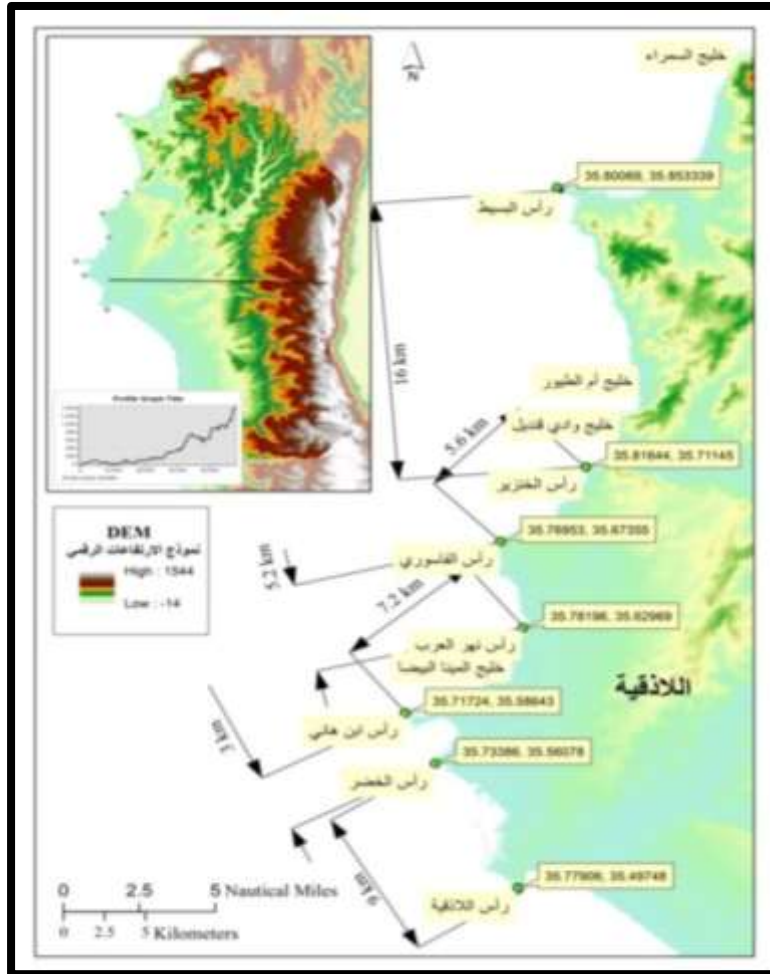 خليج السمراء
N
35.80069, 35.853339
رأس البسيط
16 km
خليج أم الطيور
خليج وادي قنديل
5.6 km
35.81644, 35.71145
رأس الخنزير
35.76953, 35.67355
رأس الفاسوري
5.2 km
7.2 km
35.78196, 35.62969
رأس نهر العرب
خليج المينا البيضا
اللاذقية
35.71724, 35.58643
رأس ابن هاني
3 km
35.73386, 35.56078
رأس الخضر
9 km
35.77906, 35.49748
رأس اللاذقية
DEM
نموذج الارتفاعات الرقمي
High : 1544
Low : -14
0 2.5 5 Nautical Miles
0 2.5 5 Kilometers